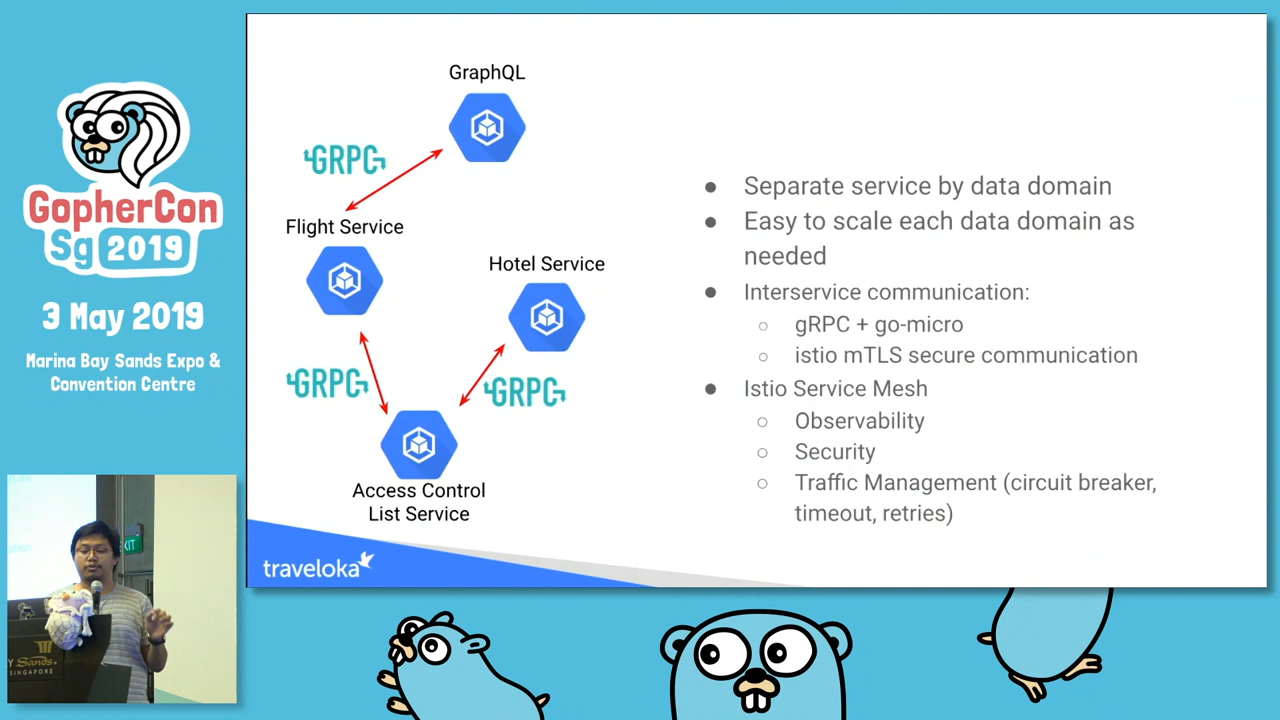 GopherCon
Sg 2019
3 May 2019
Marina Bay Sands Expo &
Convention Centre
GraphQL
GRPC
Flight Service
Hotel Service
GRPC
GRPC
Access Control
List Service
traveloka
● Separate service by data domain
● Easy to scale each data domain as
needed
● Interservice communication:
○ gRPC + go-micro
○ istio mTLS secure communication
● Istio Service Mesh
○ Observability
○ Security
○ Traffic Management (circuit breaker,
timeout, retries)
EXIT
Sands.
SINGAPORE